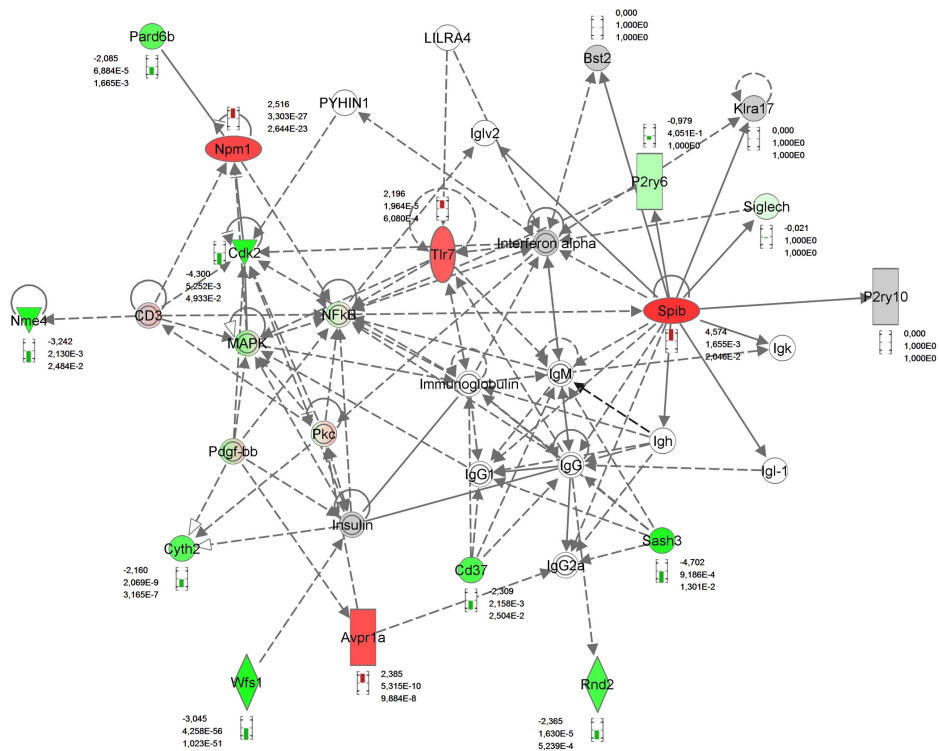 0,000
1,000E0
1,000E0
Pard6b
LILRA4
Bst2
-2,085
6,884E-5
1,665E-3
PYHIN1
2,516
3,303E-27
2,644E-23
Klra17
0,000
1,000E0
1,000E0
Iglv2
-0,979
4,051E-1
1,000E0
Npm1
P2ry6
2,196
1,964E-5
6,080E-4
Siglech
-0,021
1,000E0
1,000E0
Cdk2
-4,300
5,252E-3
4,933E-2
Tlr7
Interferon alpha
P2ry10
0,000
1,000E0
1,000E0
Nme4
-3,242
2,130E-3
2,484E-2
CD3
NFkB
Spib
4,574
1,655E-3
2,046E-2
MAPK
Igk
Immunoglobulin
IgM
Pdgf-bb
Pkc
Igh
IgG1
IgG
Igl-1
Insulin
Cyth2
-2,160
2,069E-9
3,165E-7
Cd37
-2,309
2,158E-3
2,504E-2
IgG2a
Sash3
-4,702
9,186E-4
1,301E-2
Avpr1a
2,385
5,315E-10
9,884E-8
Wfs1
-3,045
4,258E-56
1,023E-51
Rnd2
-2,365
1,630E-5
5,239E-4